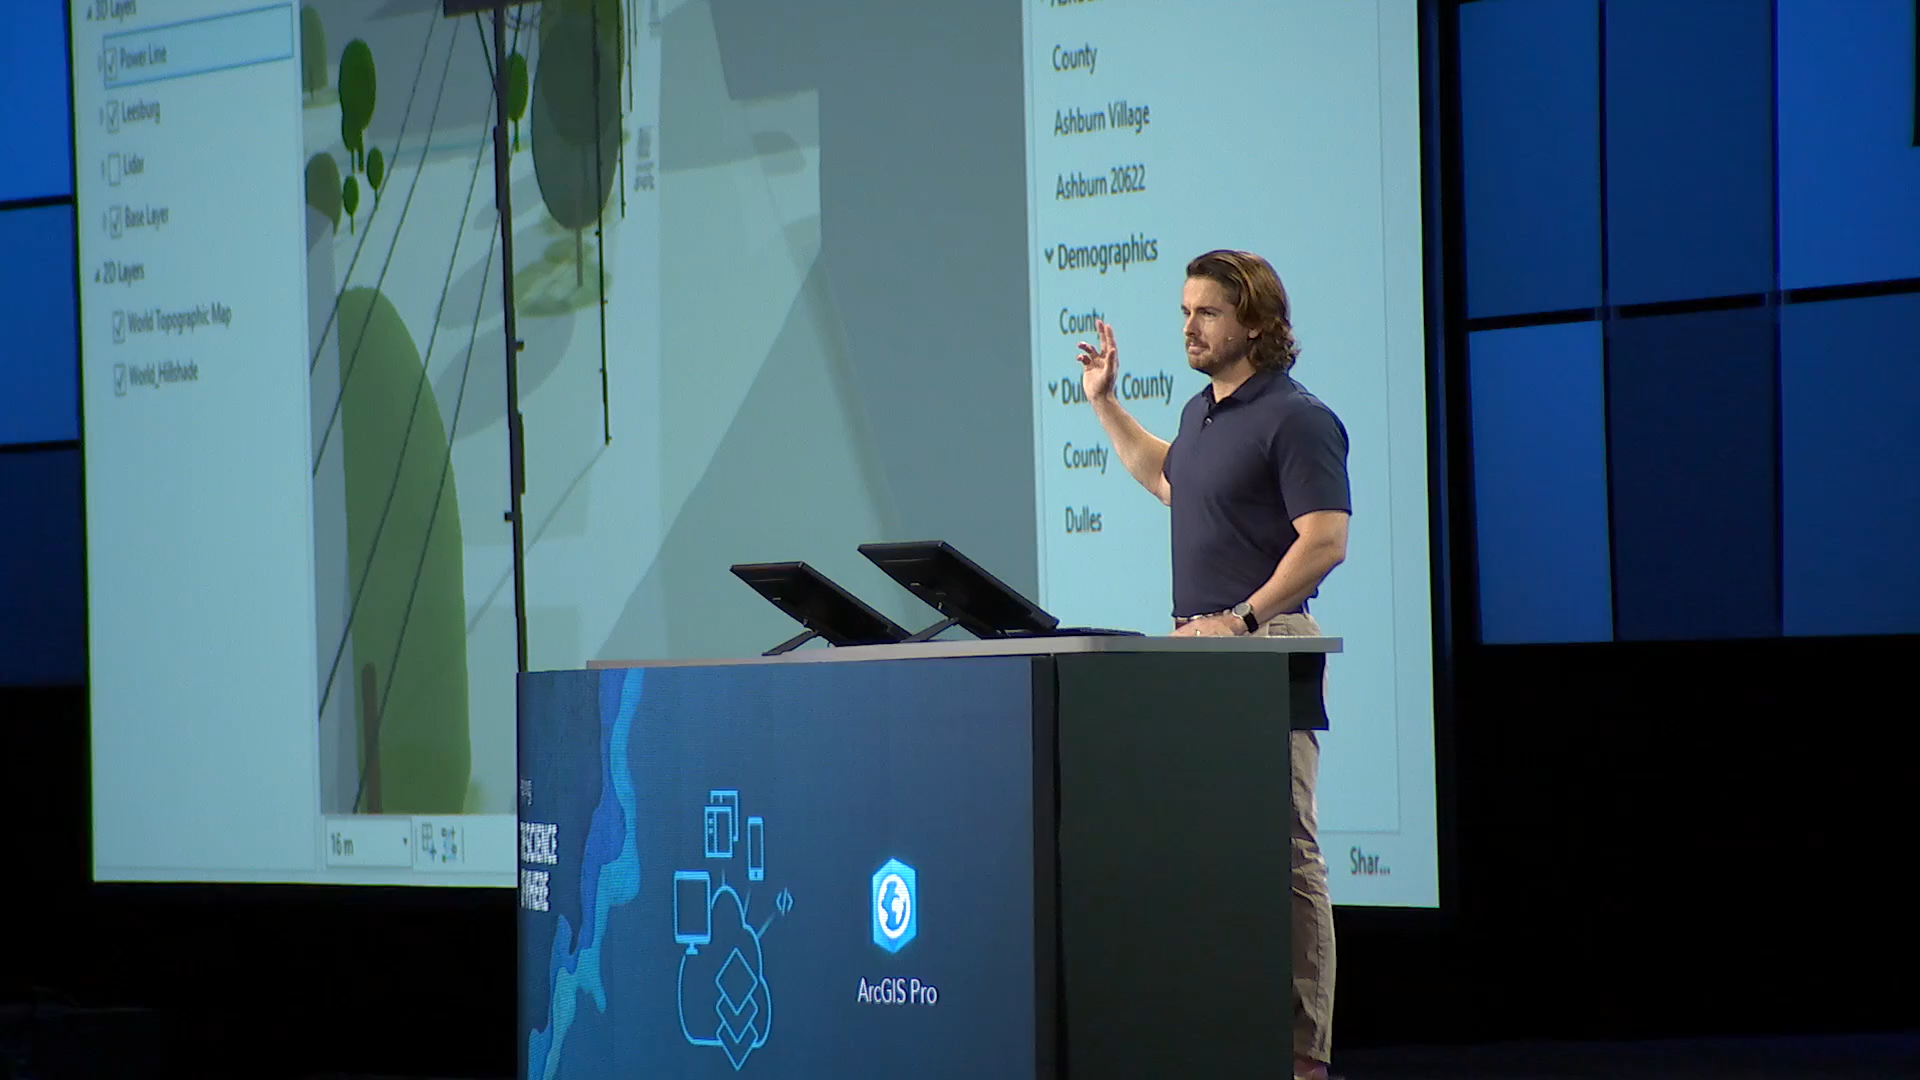 3D Layers
Power Line
Leesburg
Lidar
Base Layer
2D Layers
World Topographic Map
World_Hillshade
16 m
County
Ashburn Village
Ashburn 20622
Demographics
County
County
County
Dulles
Shar...
ArcGIS Pro